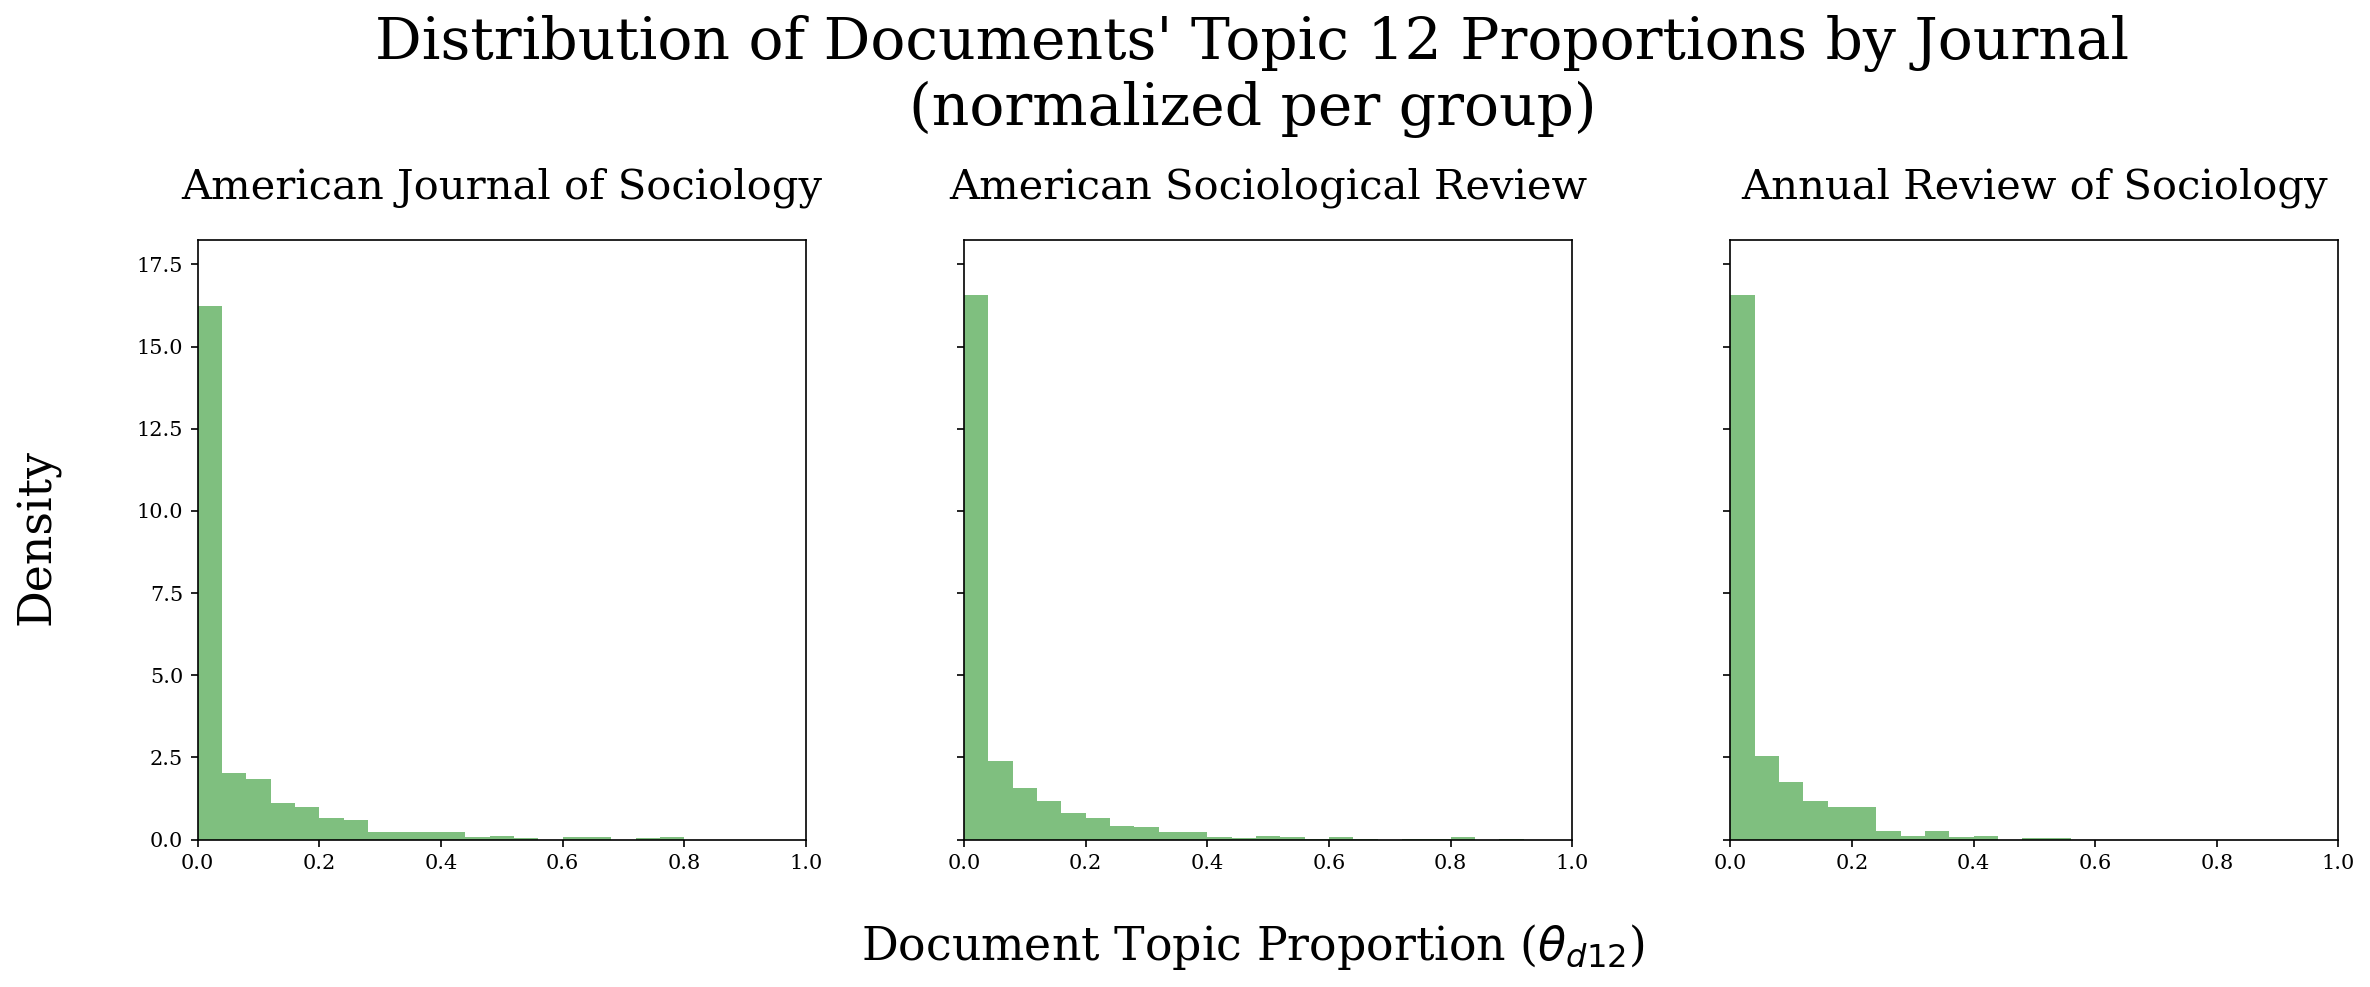 Distribution of Documents' Topic 12 Proportions by Journal
(normalized per group)
American Journal of Sociology
American Sociological Review
Annual Review of Sociology
Density
17.5
15.0
12.5
10.0
7.5
5.0
2.5
0.0
0.0 0.2 0.4 0.6 0.8 1.0
0.0 0.2 0.4 0.6 0.8 1.0
0.0 0.2 0.4 0.6 0.8 1.0
Document Topic Proportion (θd12)